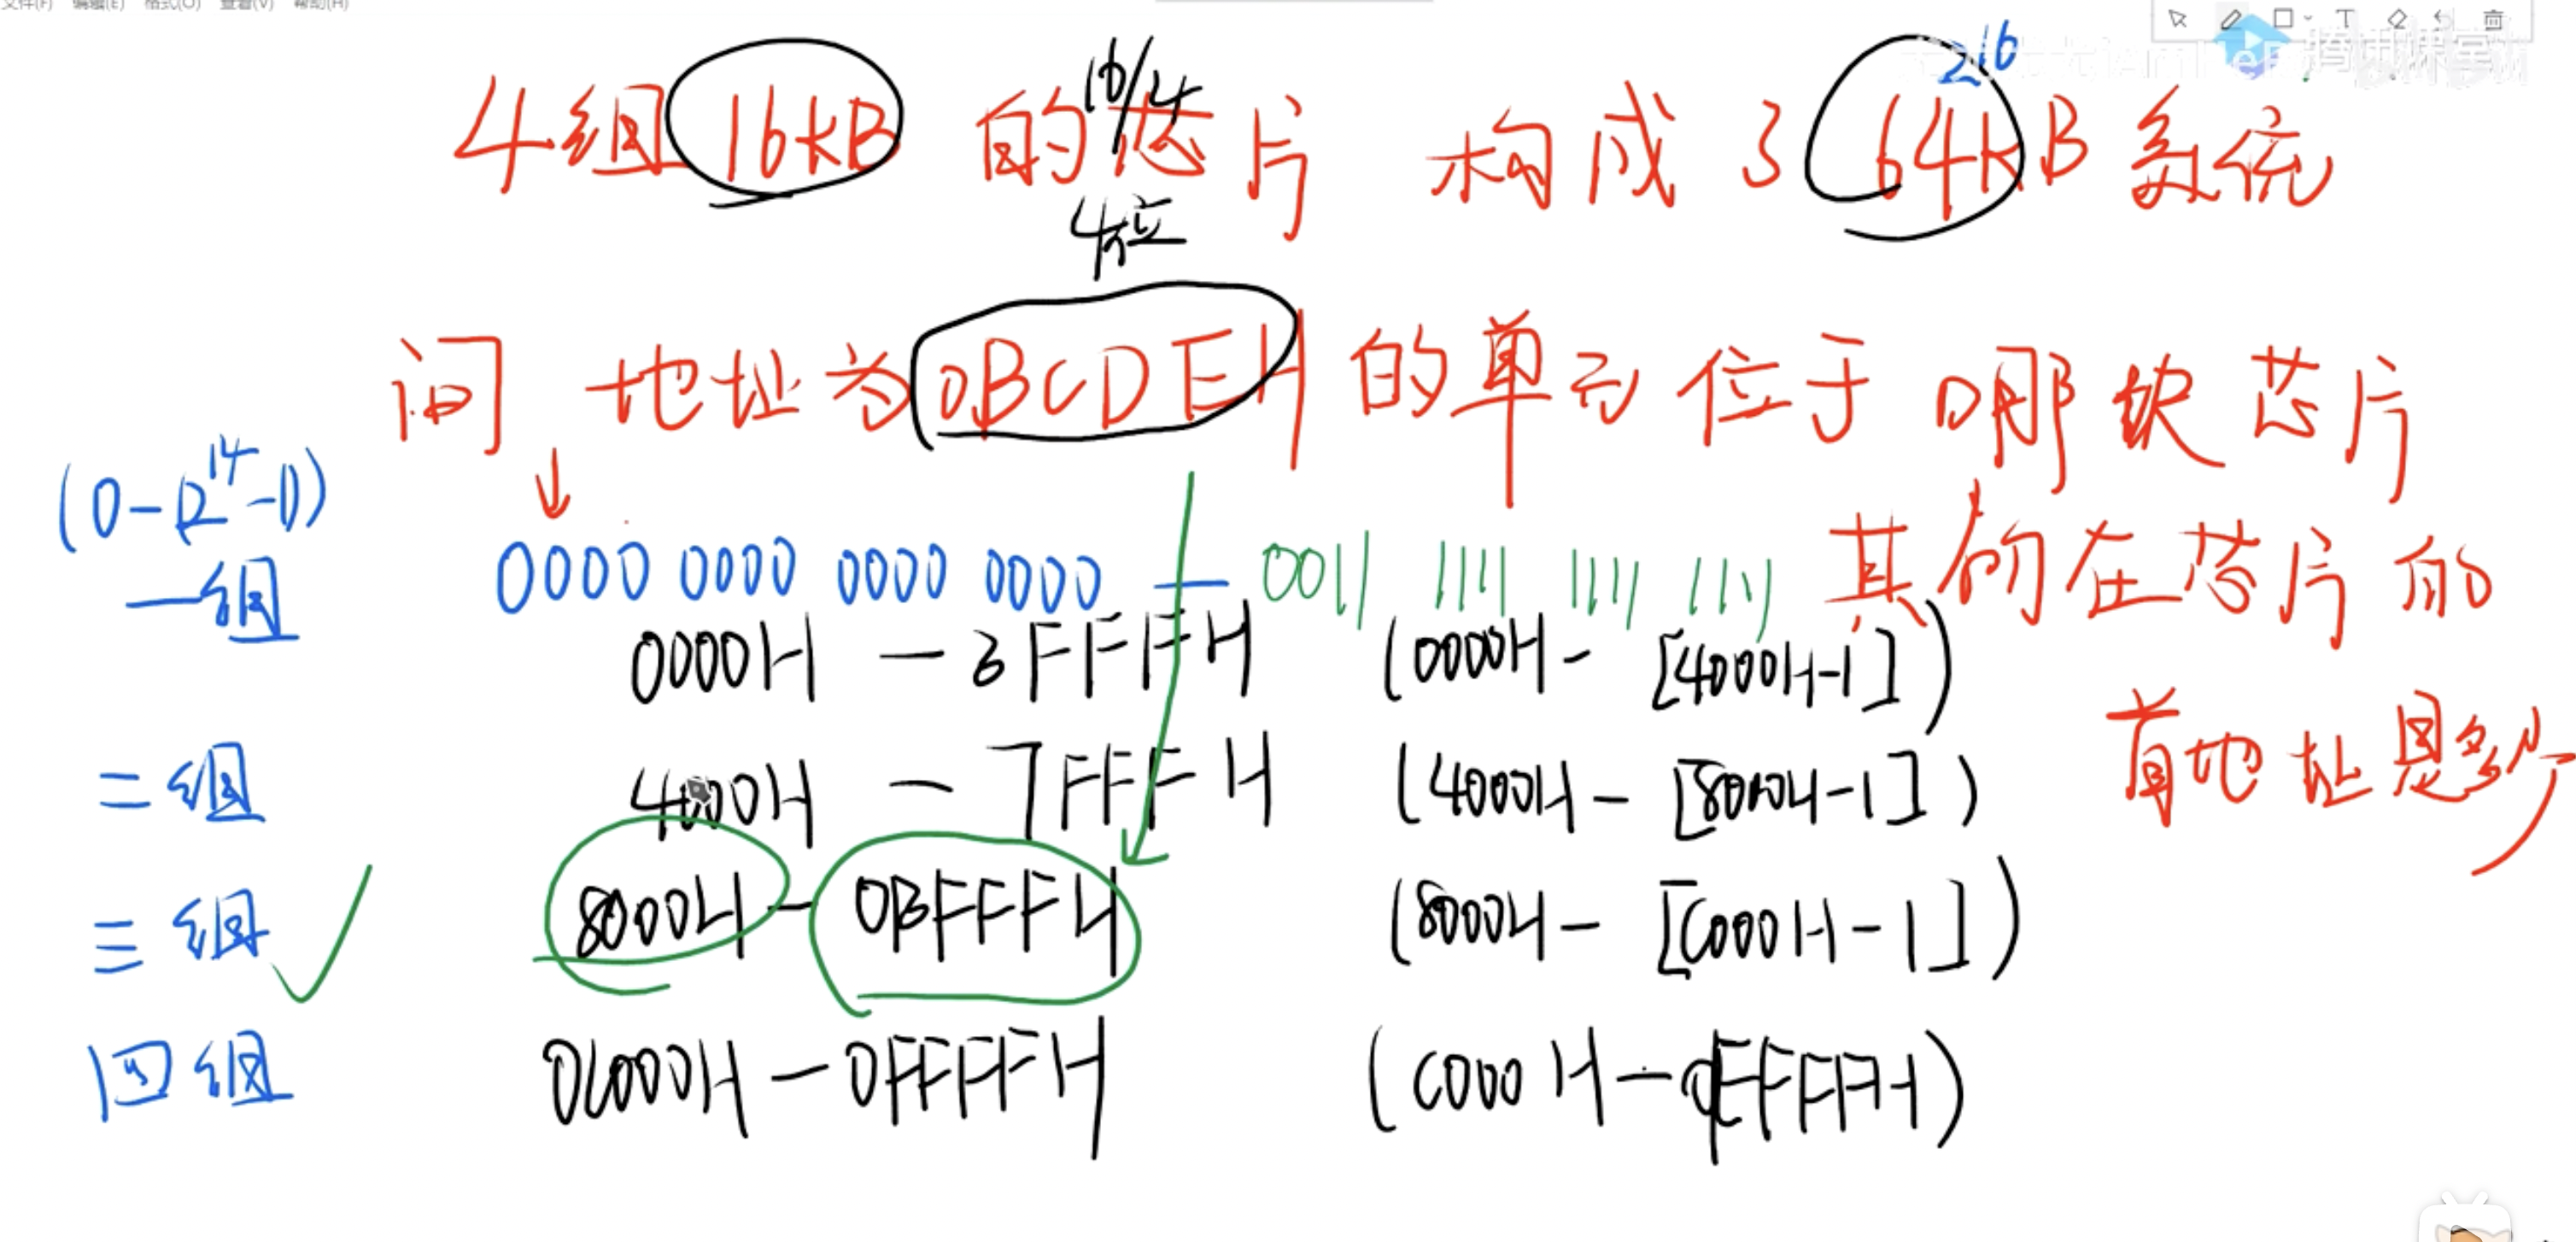 文件(F) 编辑(E) 格式(O) 查看(V) 帮助(H)
2^16
16/4
4组 16KB 的芯片 构成了 64KB 系统
4位
问 地址为 0BCDEH 的单元位于哪块芯片
(0-(2^14-1))
一组 0000 0000 0000 0000 — 0011 1111 1111 1111 其的在芯片的
0000H - 3FFFH (0000H - [4000H-1])
首地址是多少
二组 4000H - 7FFFH (4000H - [8000H-1])
三组 8000H - 0BFFFH (8000H - [C000H-1])
四组 0C000H - 0FFFFH (C000H - 0FFFFH)